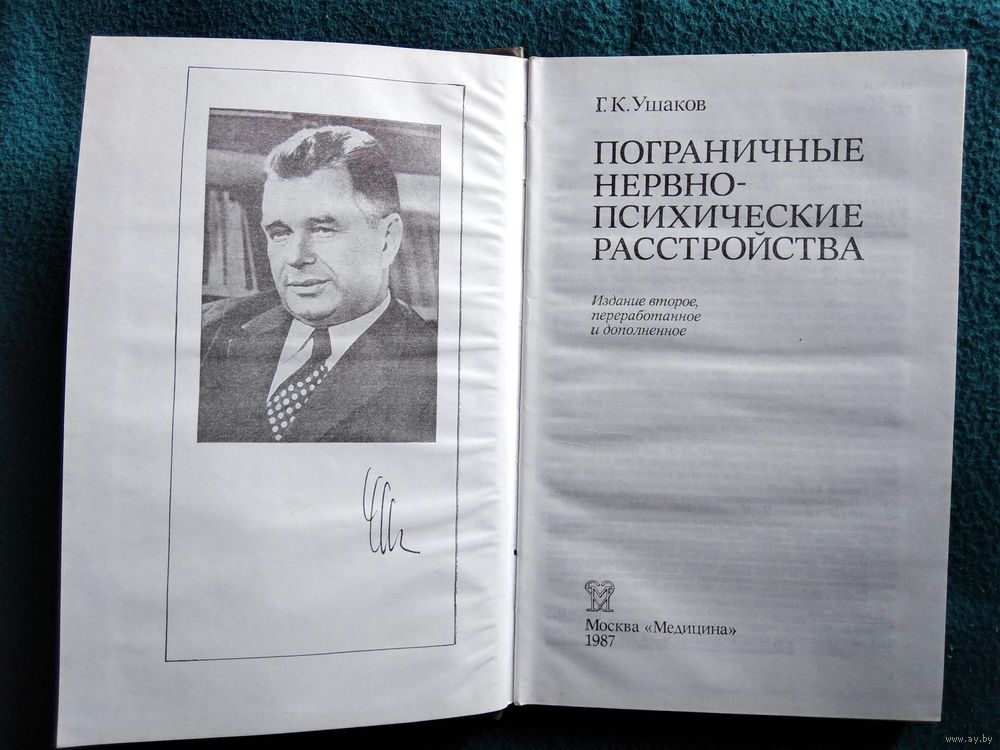 Г. К. Ушаков
ПОГРАНИЧНЫЕ
НЕРВНО-
ПСИХИЧЕСКИЕ
РАССТРОЙСТВА
Издание второе,
переработанное
и дополненное
Москва «Медицина»
1987
www.ay.by